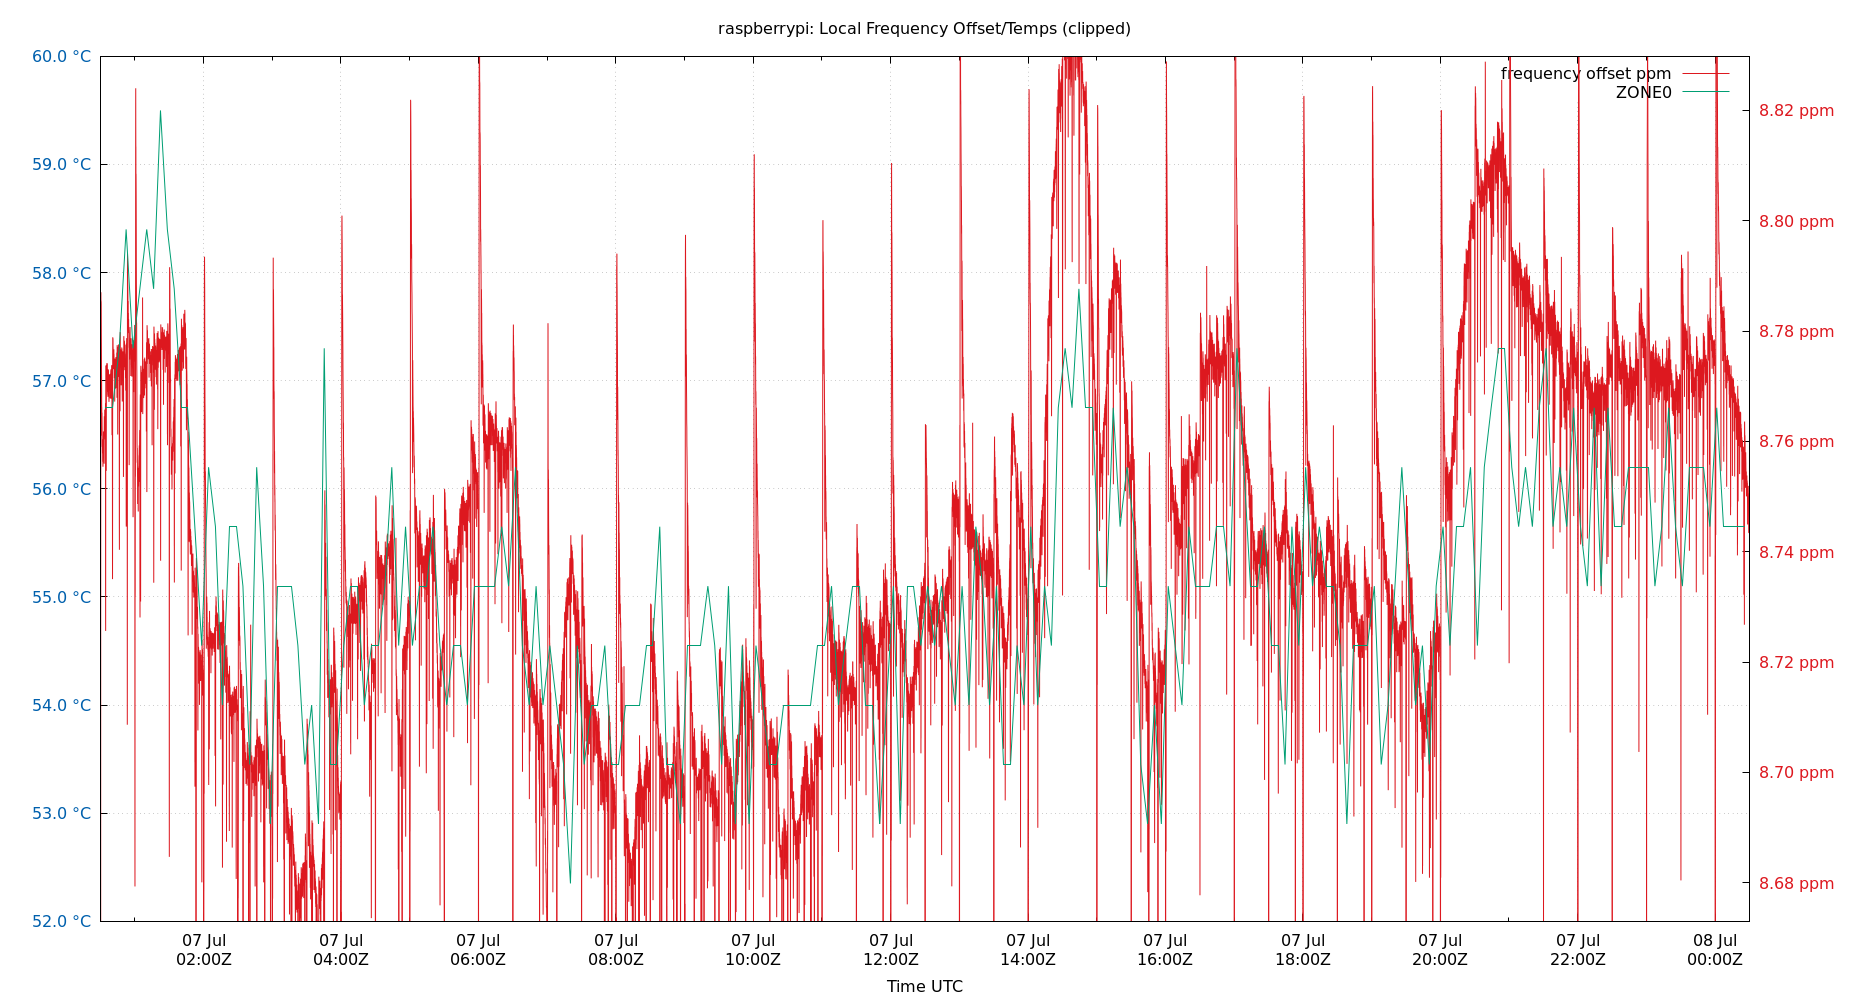 raspberrypi: Local Frequency Offset/Temps (clipped)
frequency offset ppm
ZONE0
60.0 °C
59.0 °C
58.0 °C
57.0 °C
56.0 °C
55.0 °C
54.0 °C
53.0 °C
52.0 °C
8.82 ppm
8.80 ppm
8.78 ppm
8.76 ppm
8.74 ppm
8.72 ppm
8.70 ppm
8.68 ppm
07 Jul 07 Jul 07 Jul 07 Jul 07 Jul 07 Jul 07 Jul 07 Jul 07 Jul 07 Jul 07 Jul 08 Jul
02:00Z 04:00Z 06:00Z 08:00Z 10:00Z 12:00Z 14:00Z 16:00Z 18:00Z 20:00Z 22:00Z 00:00Z
Time UTC